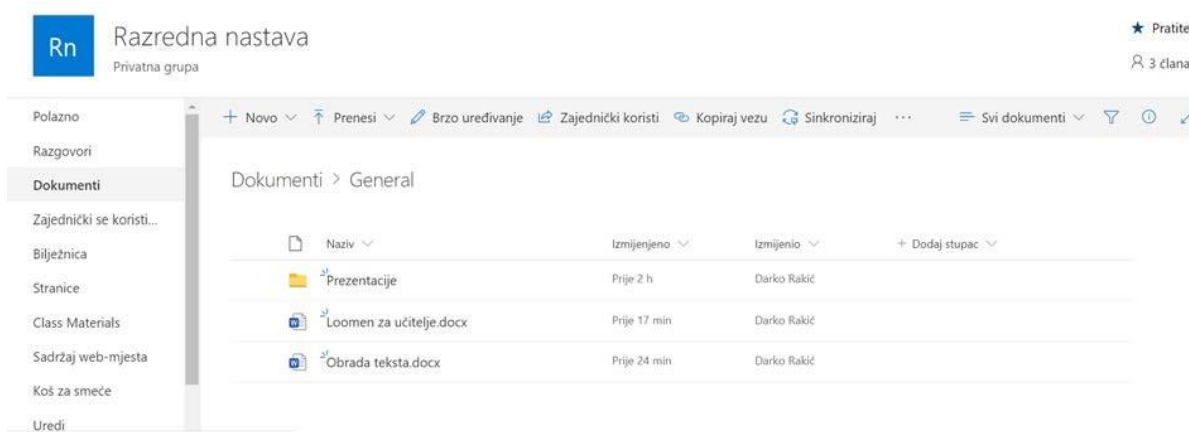 Rn
Razredna nastava
Privatna grupa
Pratite
3 člana
Polazno
Razgovori
Dokumenti
Zajednički se koristi...
Bilježnica
Stranice
Class Materials
Sadržaj web-mjesta
Koš za smeće
Uredi
+ Novo Prenesi Brzo uređivanje Zajednički koristi Kopiraj vezu Sinkroniziraj ... Svi dokumenti
Dokumenti > General
Naziv Izmijenjeno Izmijenio + Dodaj stupac
Prezentacije Prije 2 h Darko Rakić
Loomen za učitelje.docx Prije 17 min Darko Rakić
Obrada teksta.docx Prije 24 min Darko Rakić